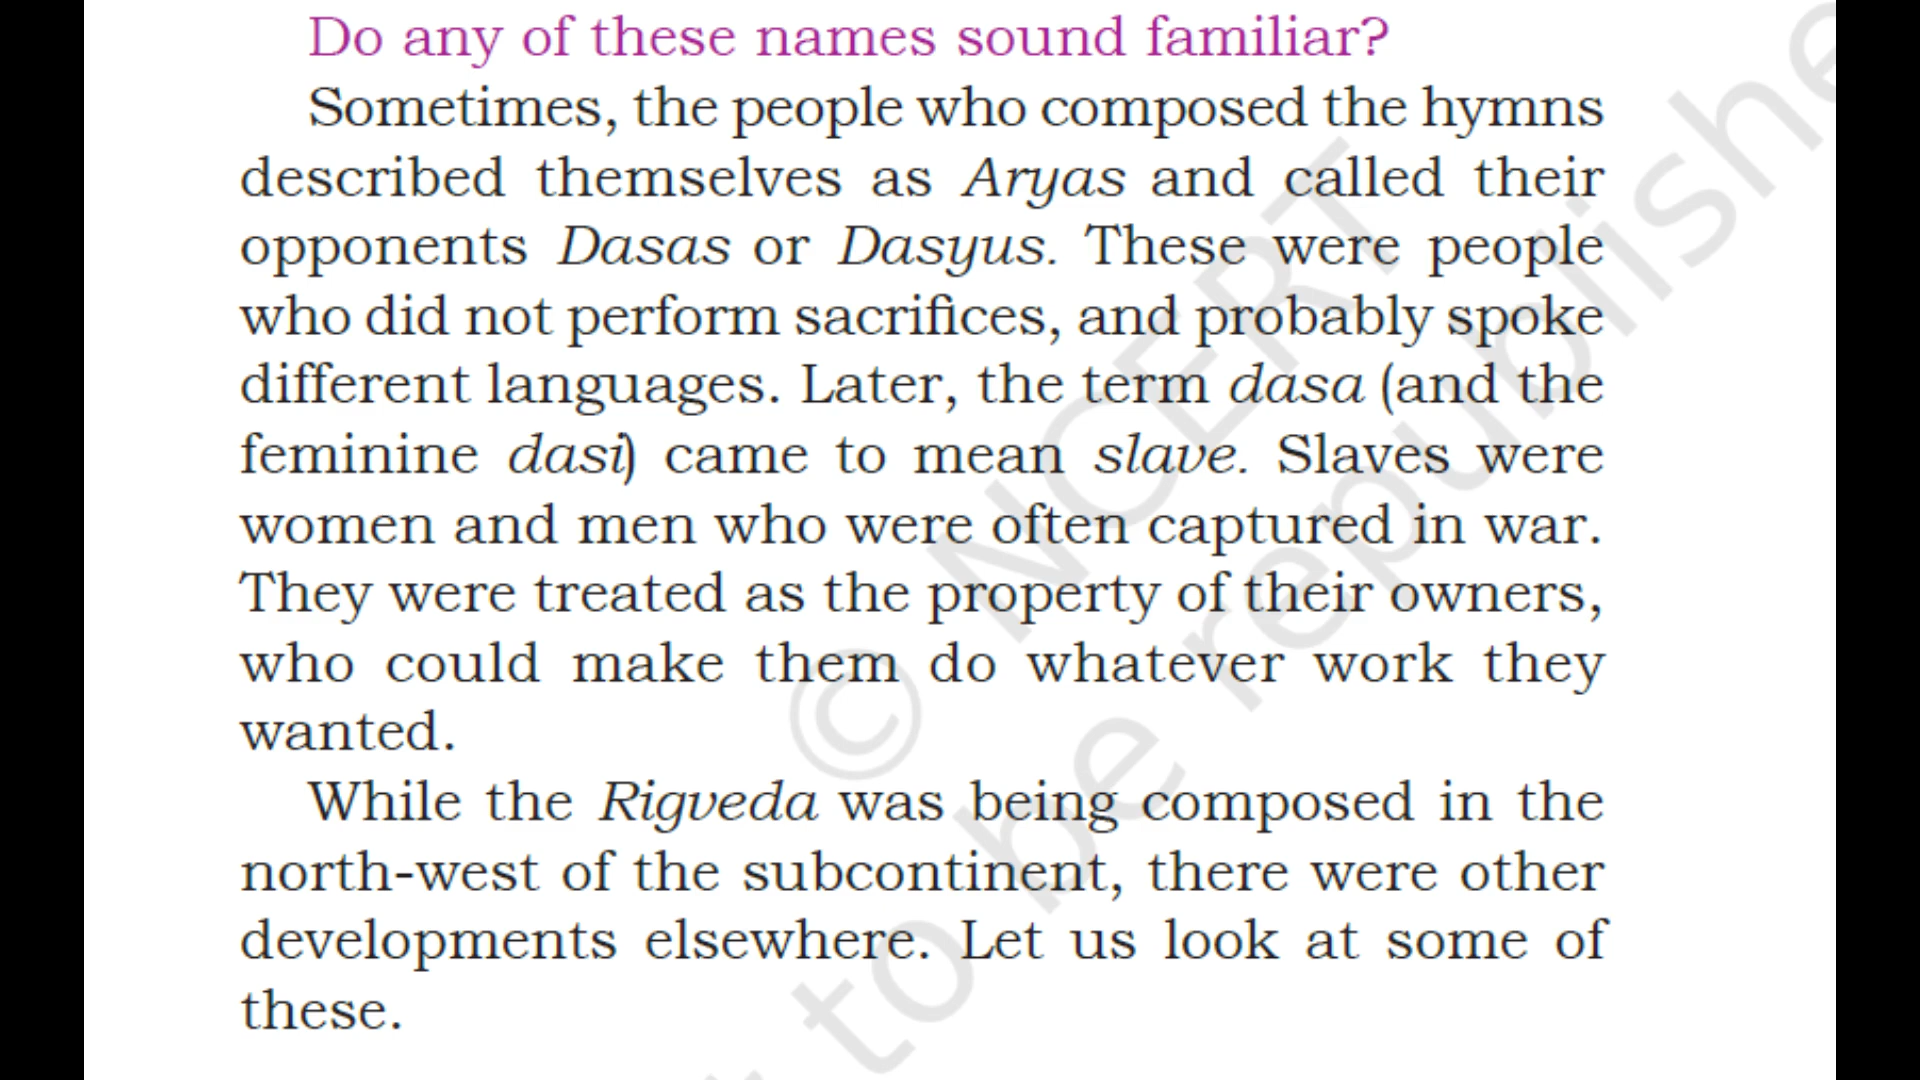 Do any of these names sound familiar?
Sometimes, the people who composed the hymns
described themselves as Aryas and called their
opponents Dasas or Dasyus. These were people
who did not perform sacrifices, and probably spoke
different languages. Later, the term dasa (and the
feminine dasi) came to mean slave. Slaves were
women and men who were often captured in war.
They were treated as the property of their owners,
who could make them do whatever work they
wanted.
While the Rigveda was being composed in the
north-west of the subcontinent, there were other
developments elsewhere. Let us look at some of
these.
© NCERT
to be republishe